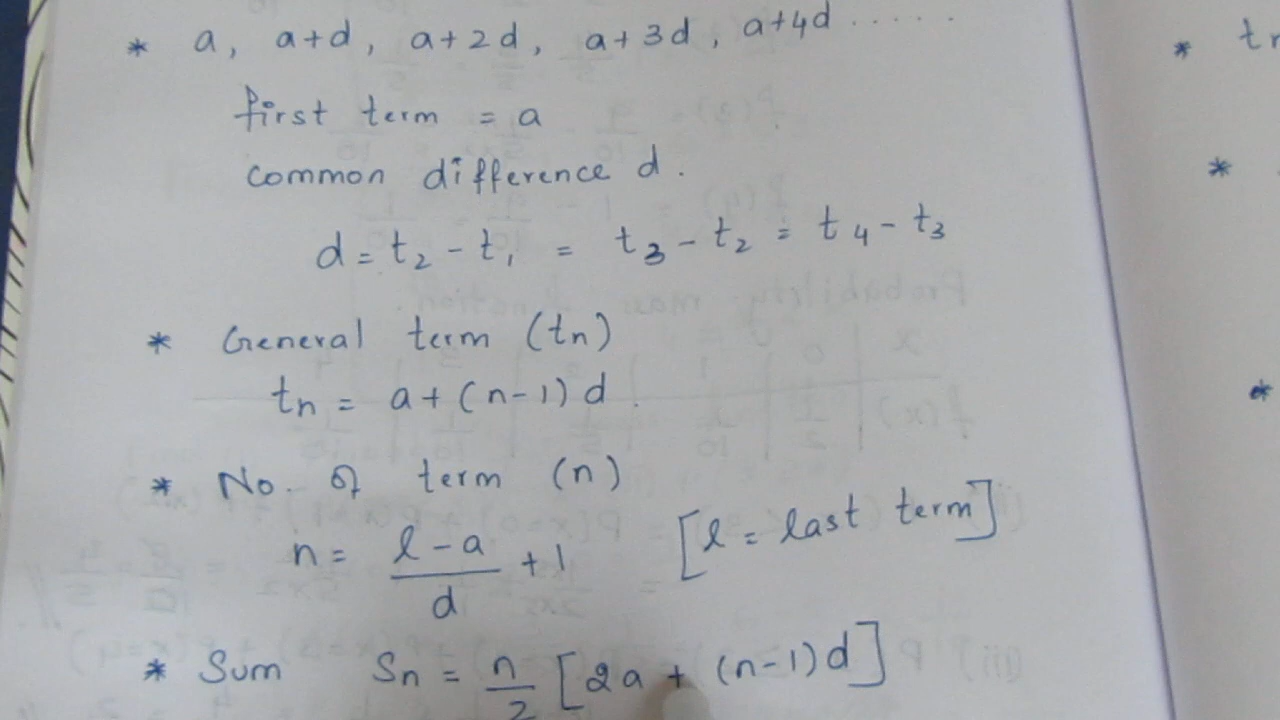 * a, a+d, a+2d, a+3d, a+4d ......
first term = a
common difference d.
d = t₂ - t₁ = t₃ - t₂ = t₄ - t₃
* General term (tn)
tn = a + (n-1) d.
* No. of term (n)
n = (l - a)/d + 1 [l = last term]
* Sum Sn = n/2 [2a + (n-1)d]
* tn
*
*